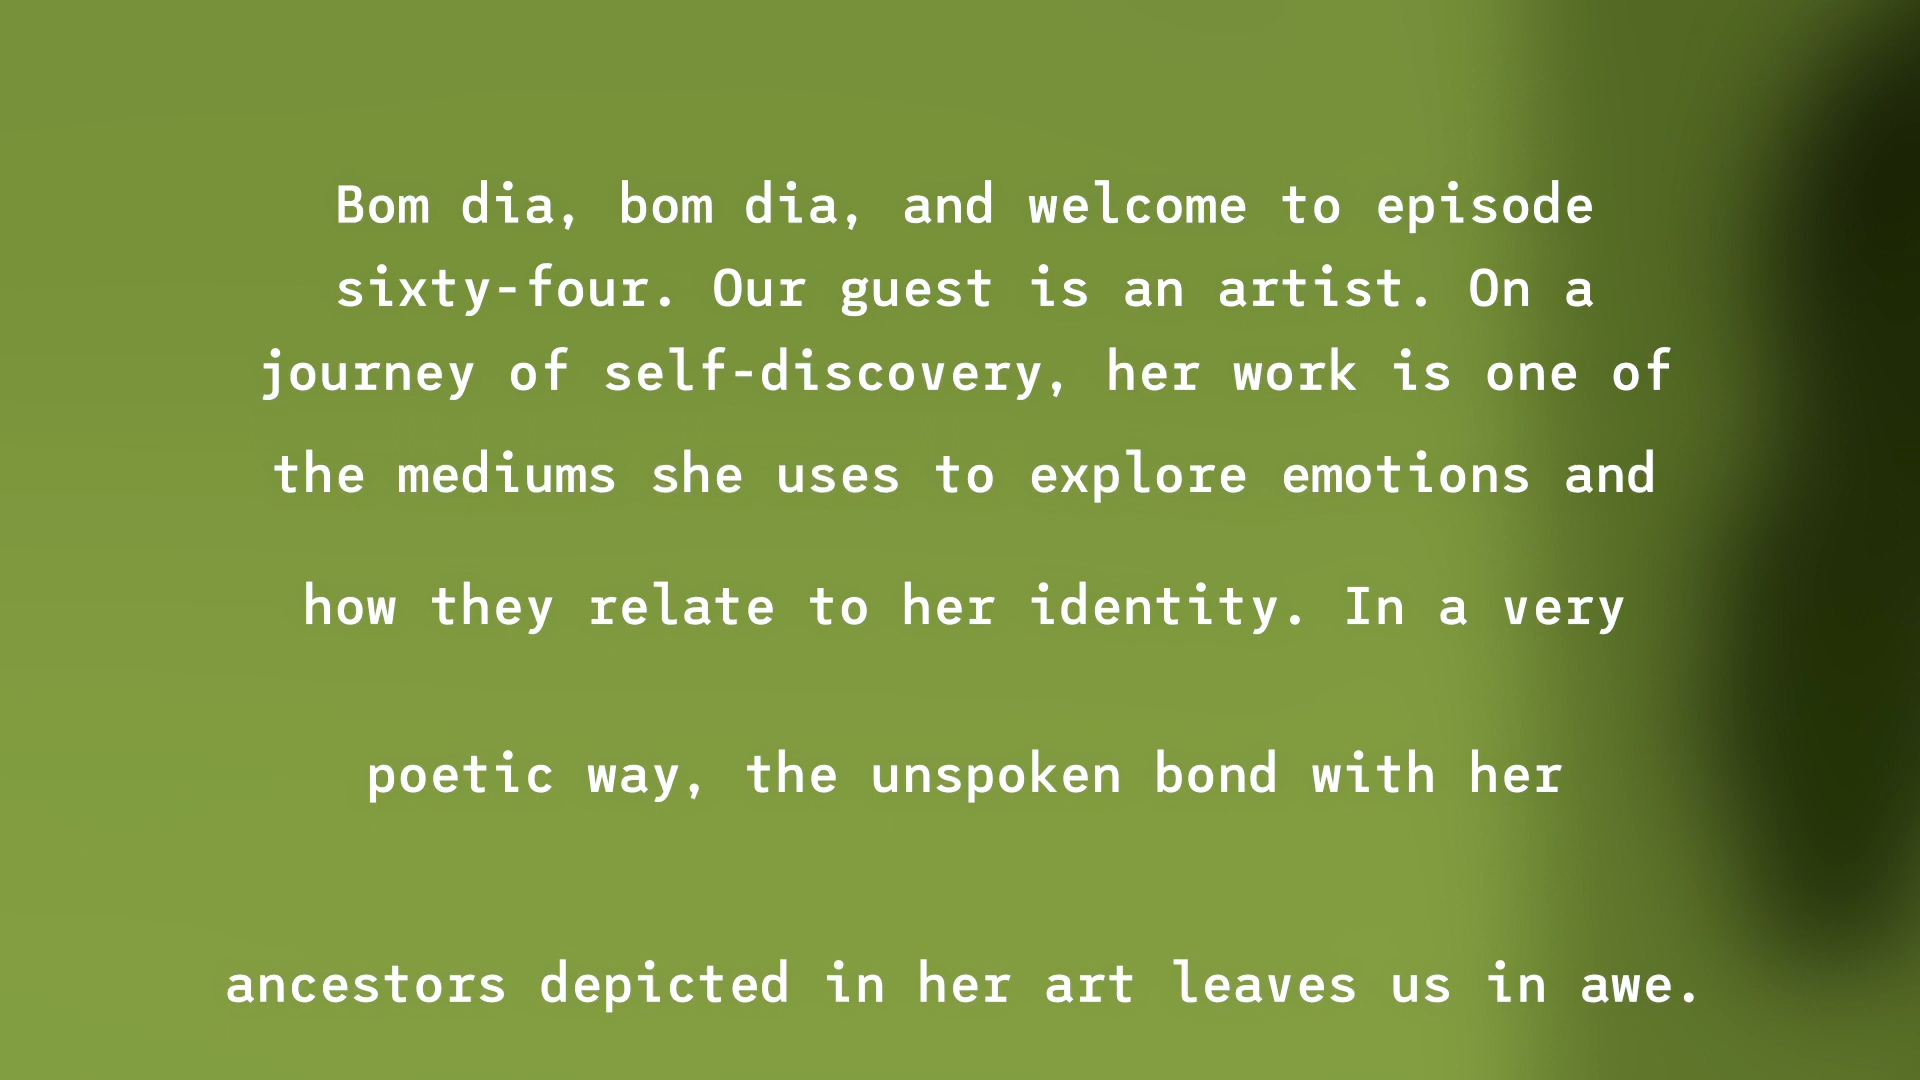 Bom dia, bom dia, and welcome to episode
sixty-four. Our guest is an artist. On a
journey of self-discovery, her work is one of
the mediums she uses to explore emotions and
how they relate to her identity. In a very
poetic way, the unspoken bond with her
ancestors depicted in her art leaves us in awe.